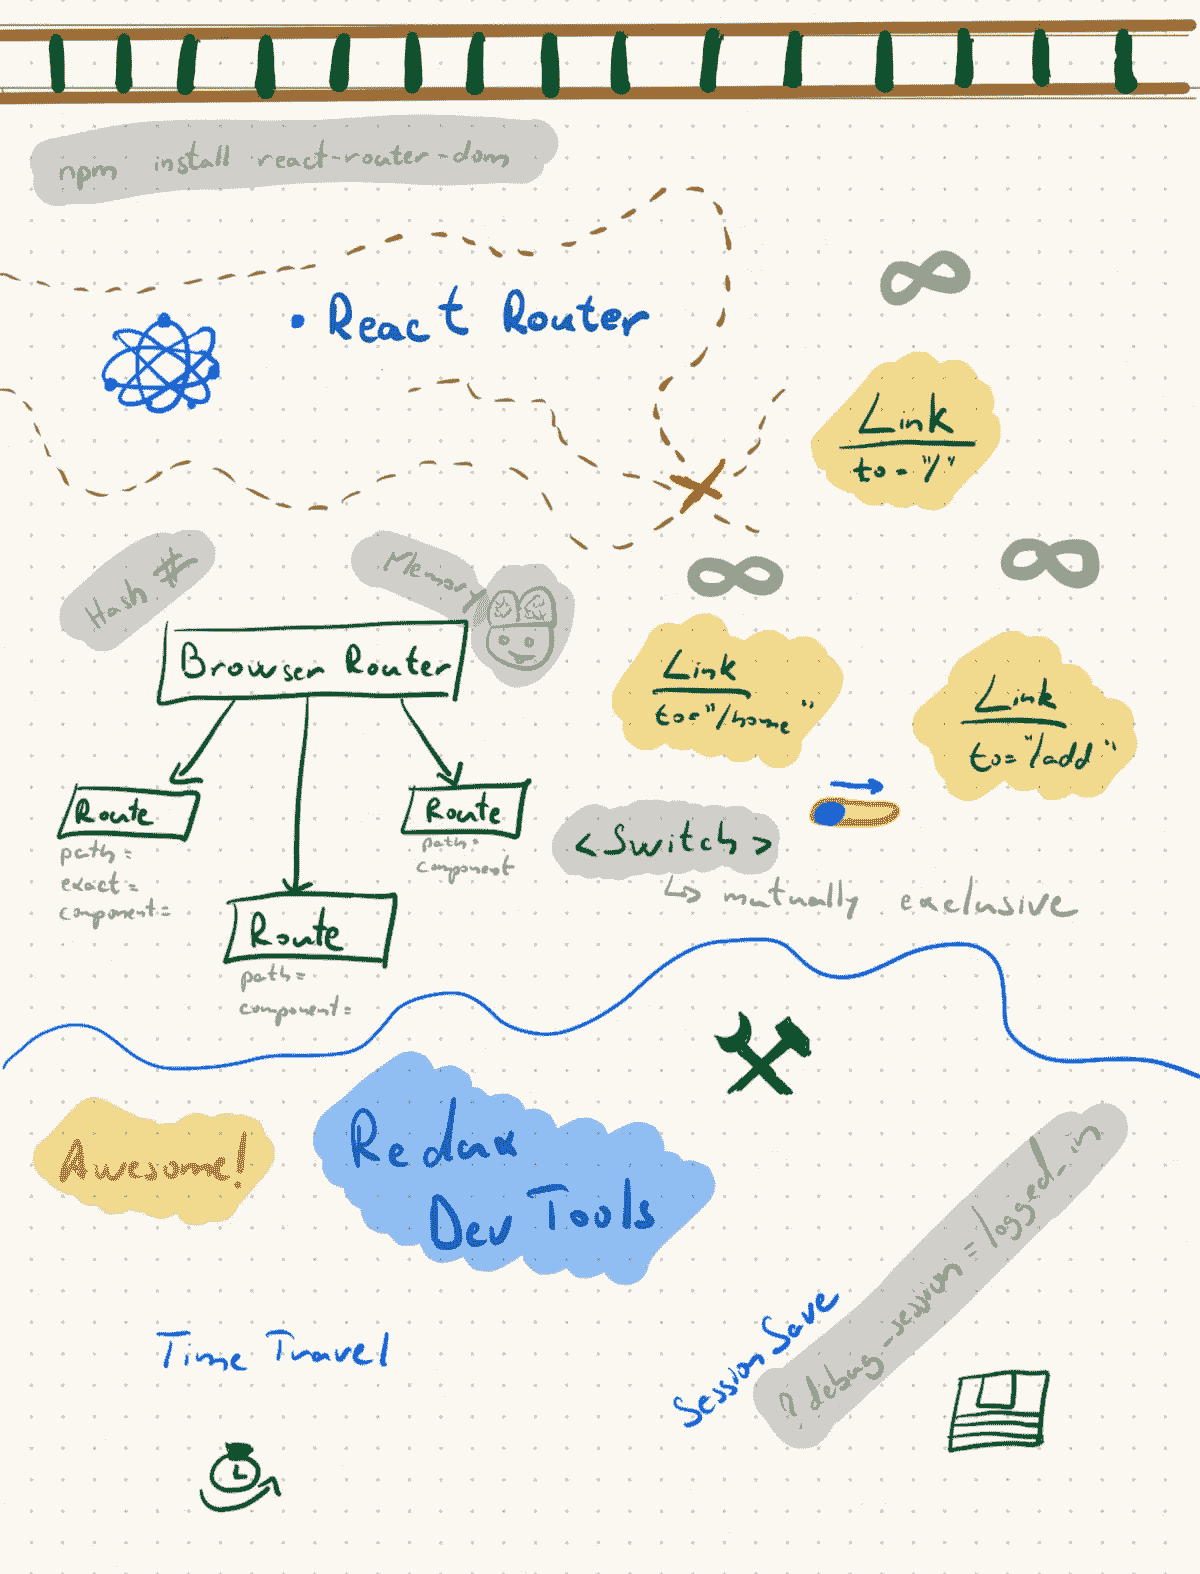 npm install react-router-dom
• React Router
Link
to = "/"
Hash #
Memory
Browser Router
Link
to="/home"
Link
to="/add"
Route
path=
exact=
component=
Route
path=
component
Route
path=
component=
<Switch>
↳ mutually exclusive
Awesome!
Redux
Dev Tools
Time Travel
Session Save
?debug_session=logged_in